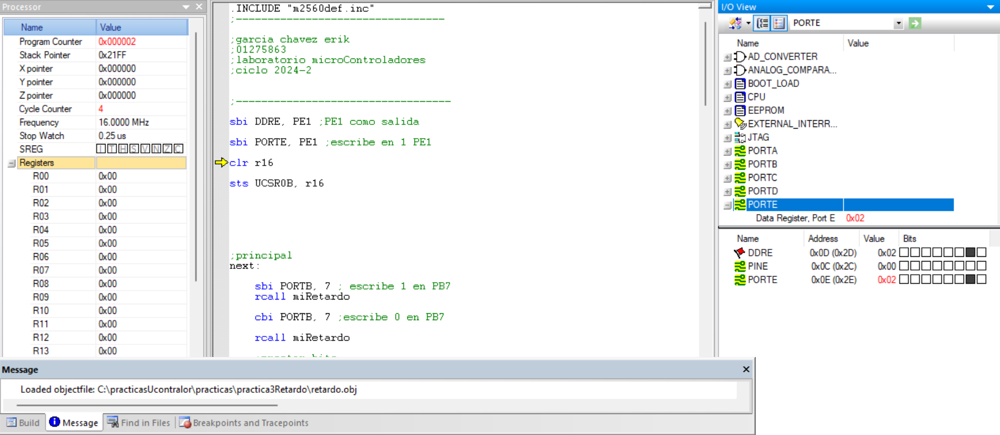 Processor
Name Value
Program Counter 0x000002
Stack Pointer 0x21FF
X pointer 0x000000
Y pointer 0x000000
Z pointer 0x000000
Cycle Counter 4
Frequency 16.0000 MHz
Stop Watch 0.25 us
SREG I T H S V N Z C
Registers
R00 0x00
R01 0x00
R02 0x00
R03 0x00
R04 0x00
R05 0x00
R06 0x00
R07 0x00
R08 0x00
R09 0x00
R10 0x00
R11 0x00
R12 0x00
R13 0x00
.INCLUDE "m2560def.inc"
;---------------------------------
;garcia chavez erik
;01275863
;laboratorio microControladores
;ciclo 2024-2
;----------------------------------
sbi DDRE, PE1 ;PE1 como salida
sbi PORTE, PE1 ;escribe en 1 PE1
clr r16
sts UCSR0B, r16
;principal
next:
sbi PORTB, 7 ; escribe 1 en PB7
rcall miRetardo
cbi PORTB, 7 ;escribe 0 en PB7
rcall miRetardo
I/O View
PORTE
Name Value
AD_CONVERTER
ANALOG_COMPARA...
BOOT_LOAD
CPU
EEPROM
EXTERNAL_INTERR...
JTAG
PORTA
PORTB
PORTC
PORTD
PORTE
Data Register, Port E 0x02
Name Address Value Bits
DDRE 0x0D (0x2D) 0x02
PINE 0x0C (0x2C) 0x00
PORTE 0x0E (0x2E) 0x02
Message
Loaded objectfile: C:\practicasUcontralor\practicas\practica3Retardo\retardo.obj
Build Message Find in Files Breakpoints and Tracepoints